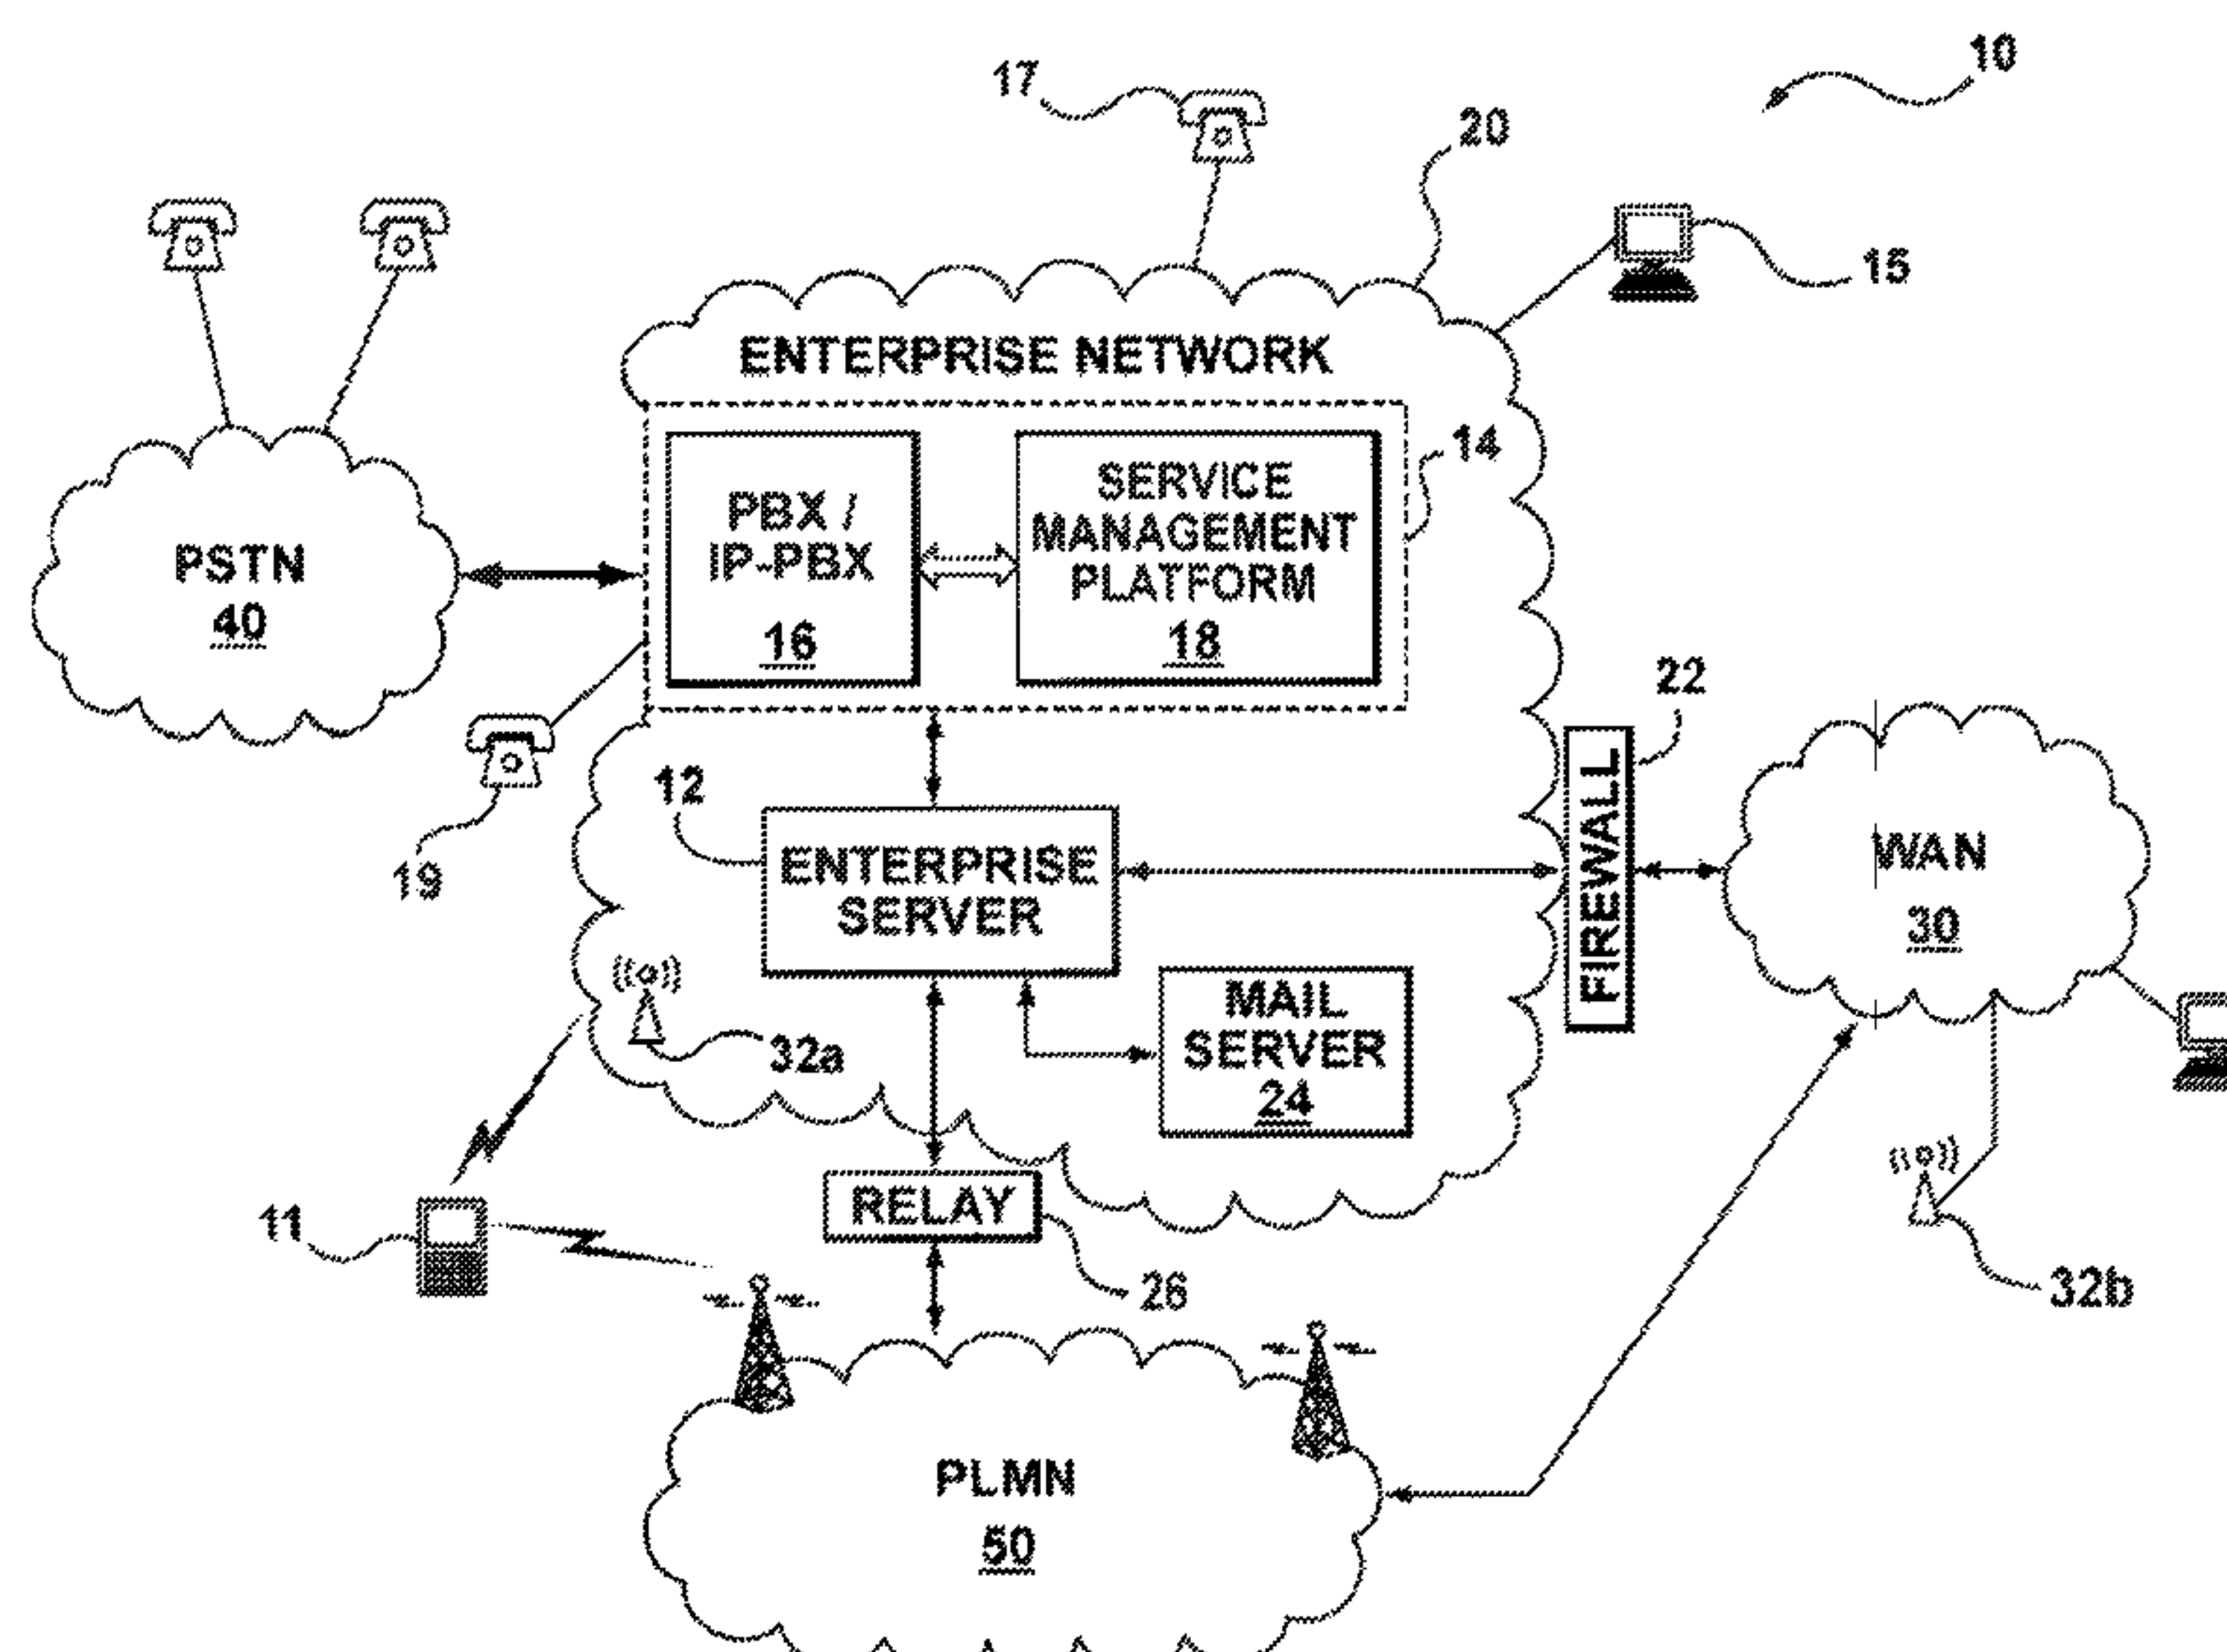 10
17
20
15
ENTERPRISE NETWORK
14
PBX /
IP-PBX
16
SERVICE
MANAGEMENT
PLATFORM
18
PSTN
40
22
19
12
ENTERPRISE
SERVER
FIREWALL
WAN
30
32a
MAIL
SERVER
24
11
RELAY
26
32b
PLMN
50